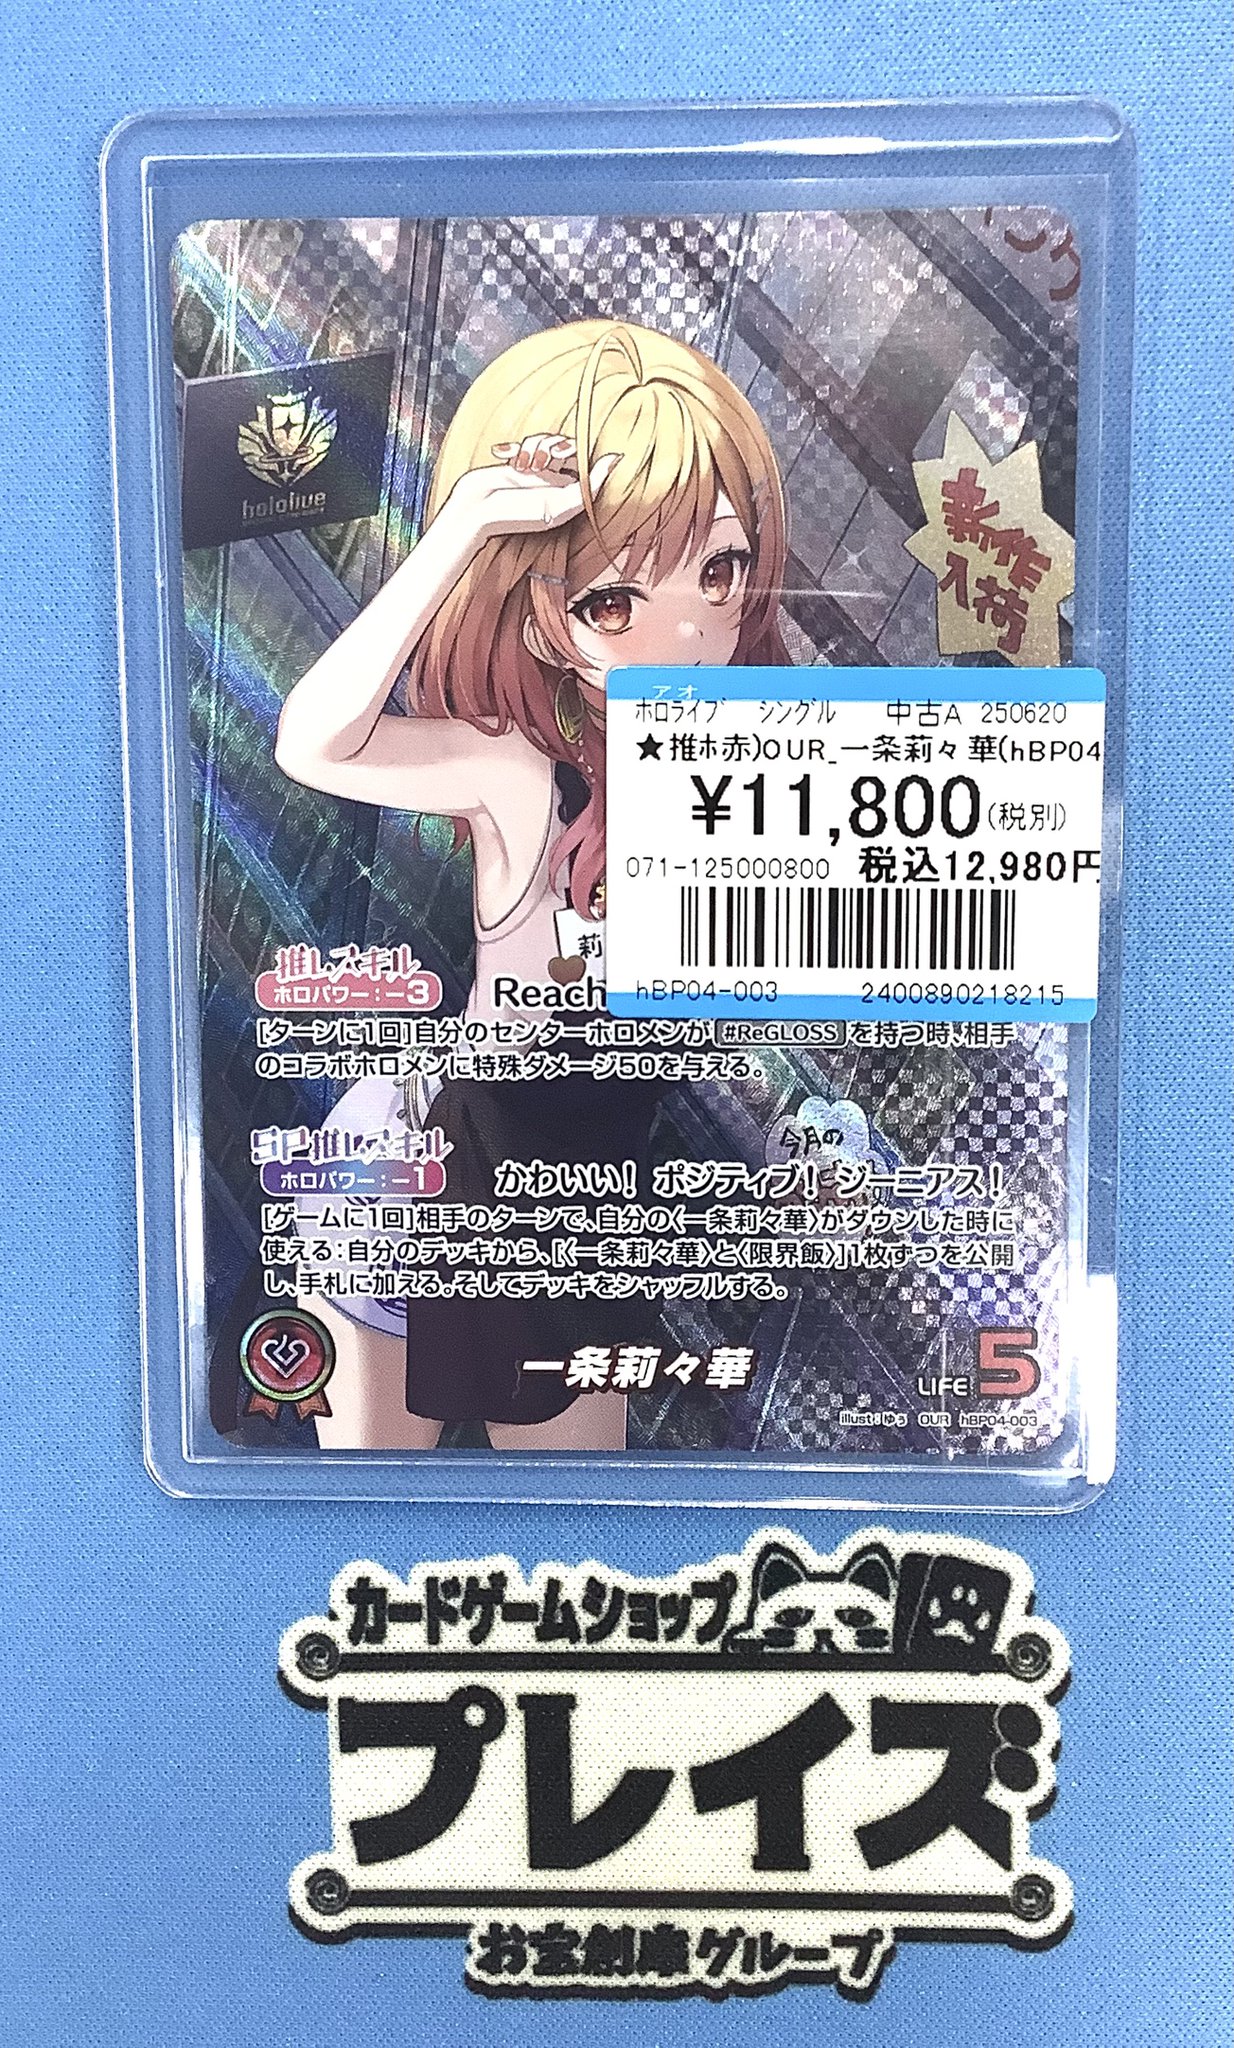 hololive
新作
入荷
アオ
ホロライブ シングル 中古A 250620
★推ホ赤)OUR_一条莉々華(hBP04
¥11,800(税別)
071-125000800 税込12,980円
hBP04-003 2400890218215
莉
推しスキル
ホロパワー:-3 Reach
[ターンに1回]自分のセンターホロメンが #ReGLOSS を持つ時、相手
のコラボホロメンに特殊ダメージ50を与える。
今月の
SP推しスキル
ホロパワー:-1 かわいい! ポジティブ! ジーニアス!
[ゲームに1回]相手のターンで、自分の〈一条莉々華〉がダウンした時に
使える:自分のデッキから、[〈一条莉々華〉と〈限界飯〉]1枚ずつを公開
し、手札に加える。そしてデッキをシャッフルする。
一条莉々華
LIFE 5
illust:ゆぅ OUR hBP04-003
カードゲームショップ
プレイズ
お宝創庫グループ